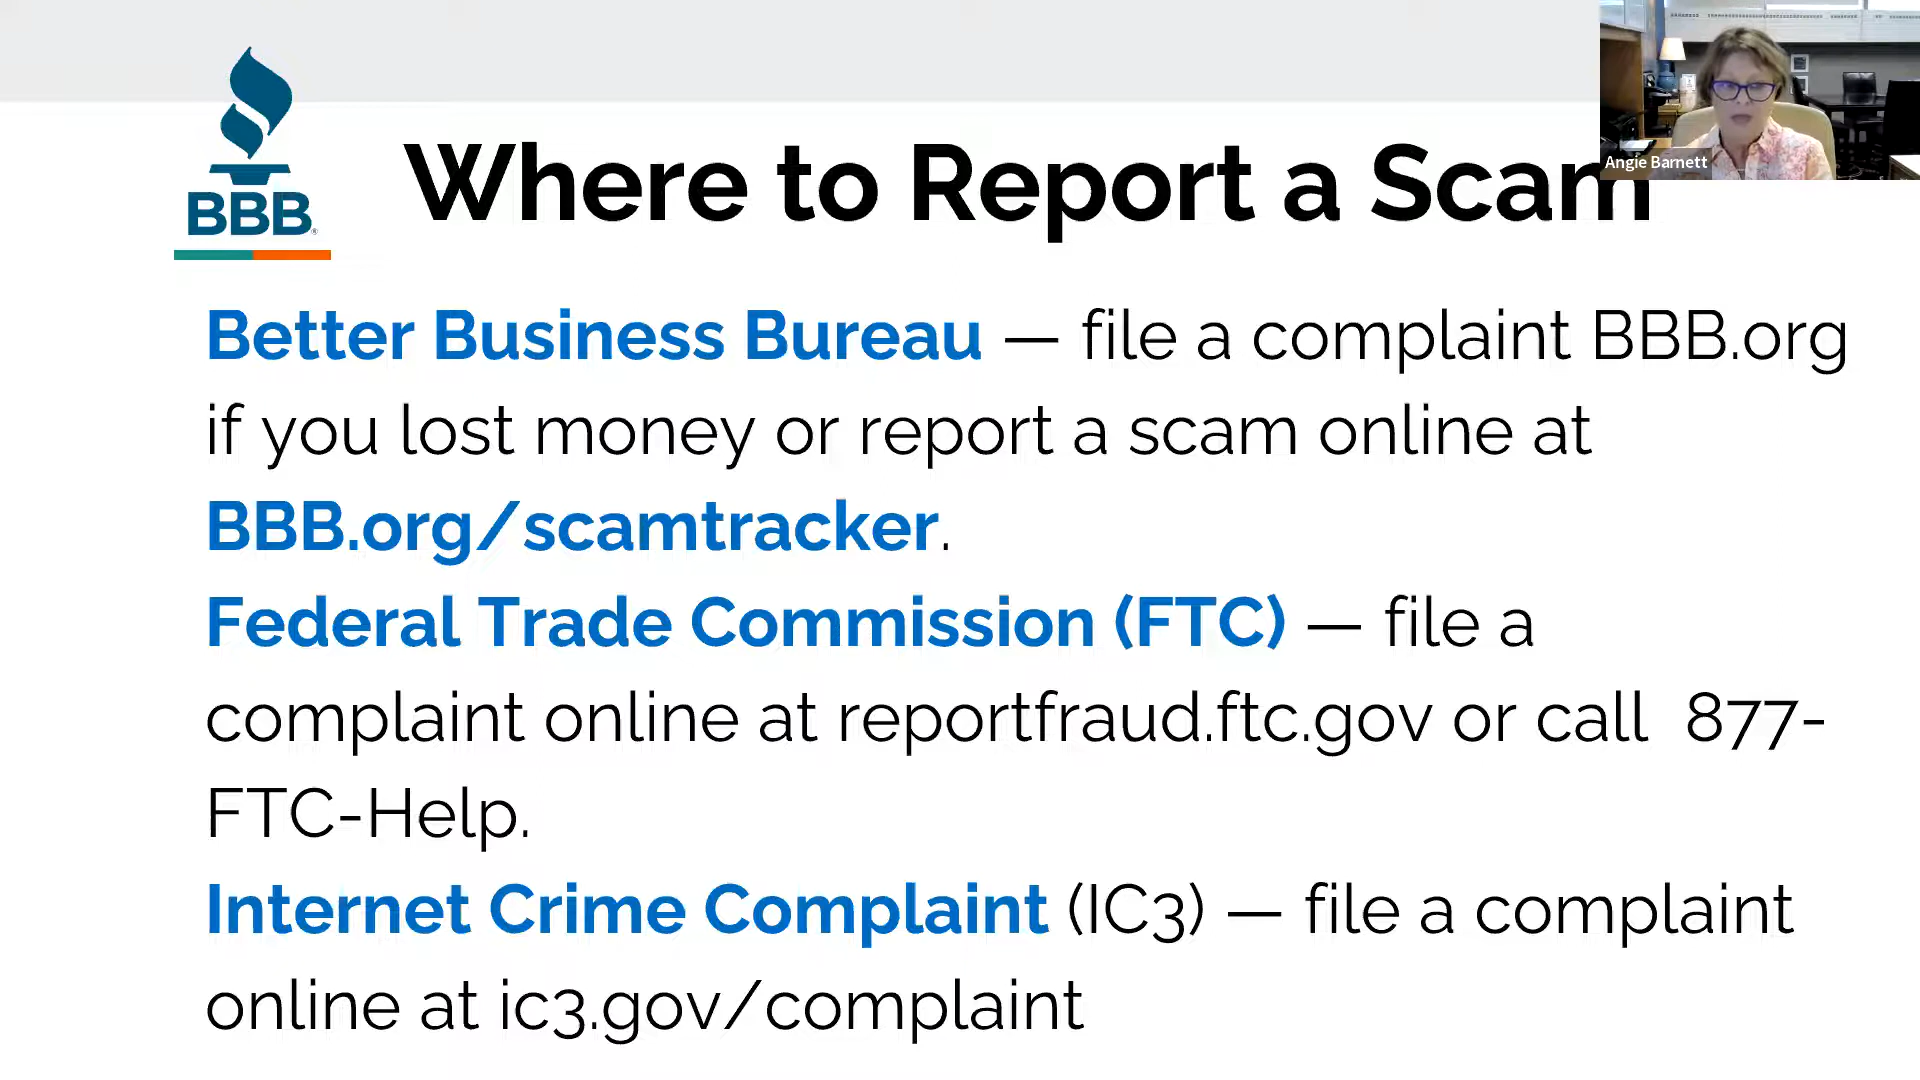 BBB®
Where to Report a Scam
Angie Barnett
Better Business Bureau — file a complaint BBB.org
if you lost money or report a scam online at
BBB.org/scamtracker.
Federal Trade Commission (FTC) — file a
complaint online at reportfraud.ftc.gov or call 877-
FTC-Help.
Internet Crime Complaint (IC3) — file a complaint
online at ic3.gov/complaint